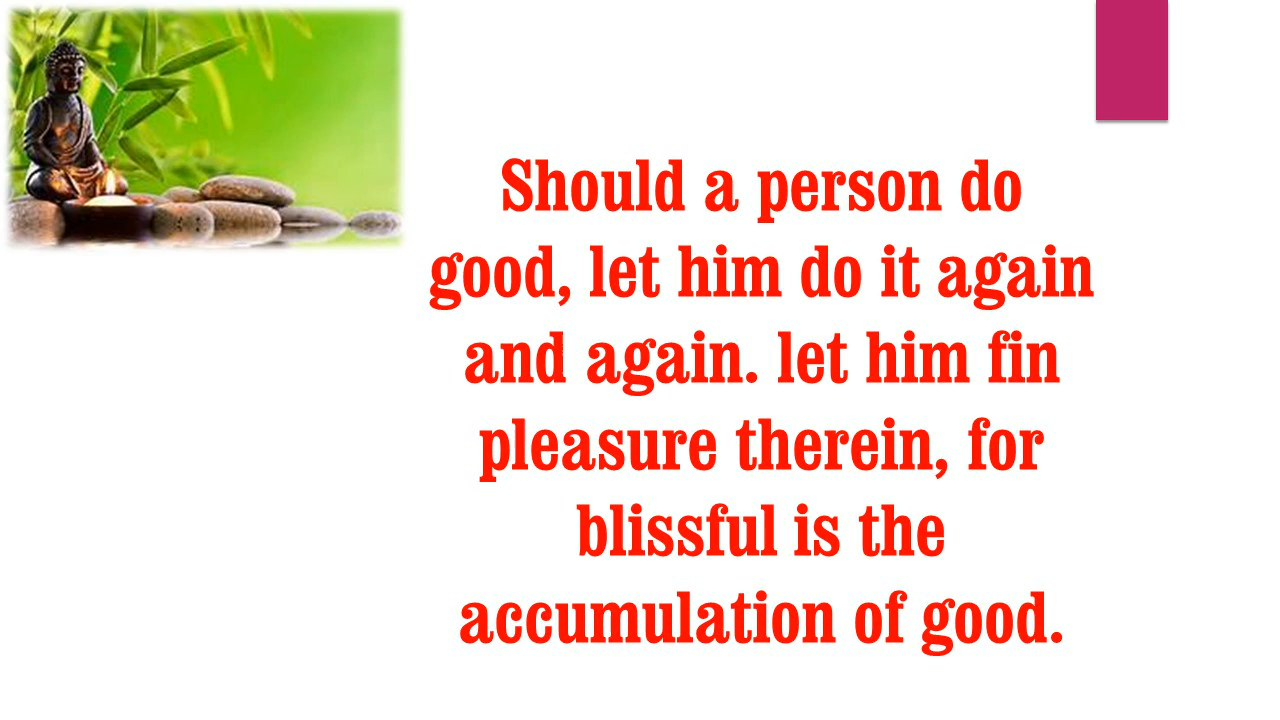 Should a person do
good, let him do it again
and again. let him fin
pleasure therein, for
blissful is the
accumulation of good.